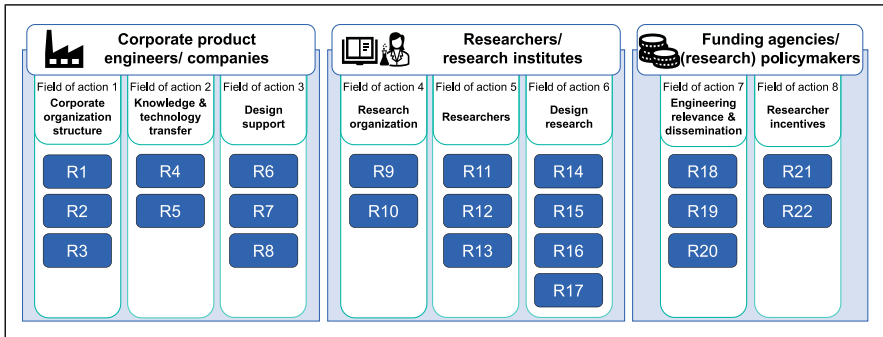 Corporate product
engineers/ companies
Field of action 1
Corporate
organization
structure
R1
R2
R3
Field of action 2
Knowledge &
technology
transfer
R4
R5
Field of action 3
Design
support
R6
R7
R8
Researchers/
research institutes
Field of action 4
Research
organization
R9
R10
Field of action 5
Researchers
R11
R12
R13
Field of action 6
Design
research
R14
R15
R16
R17
Funding agencies/
(research) policymakers
Field of action 7
Engineering
relevance &
dissemination
R18
R19
R20
Field of action 8
Researcher
incentives
R21
R22